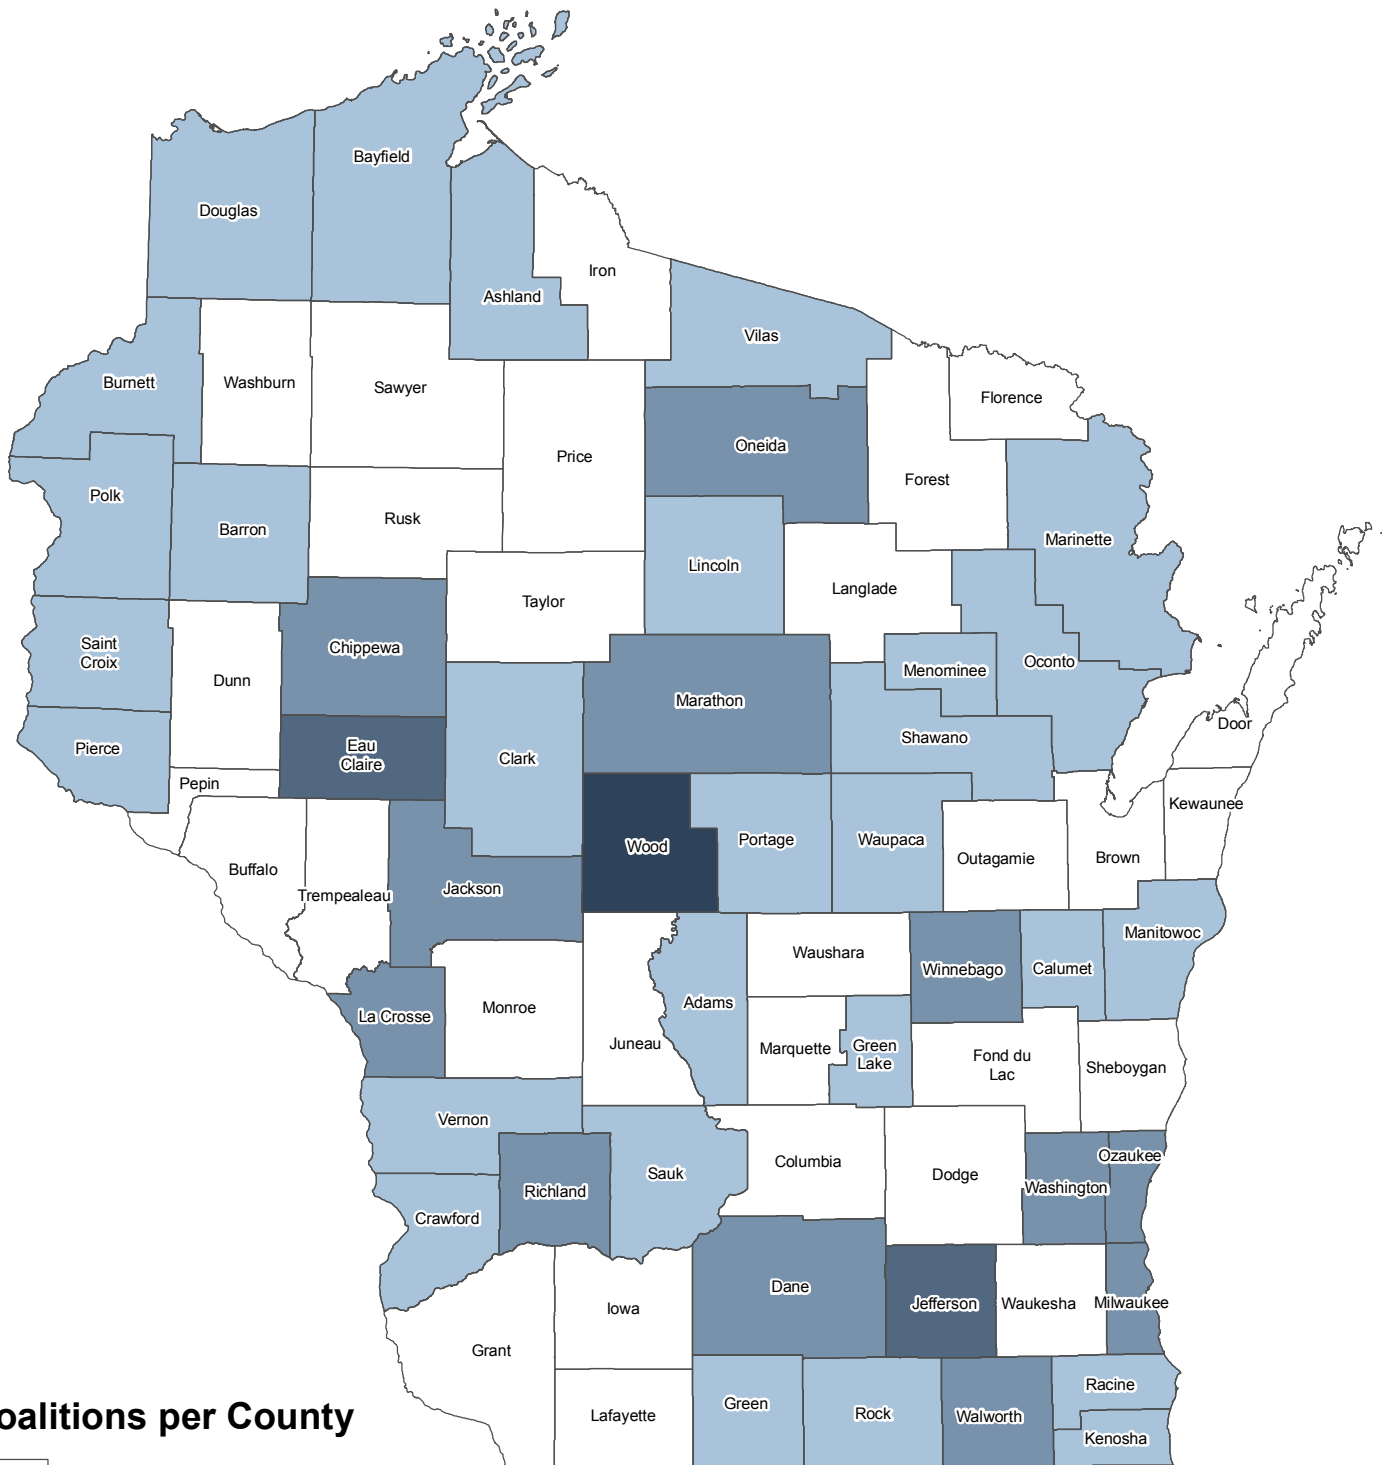 Bayfield
Douglas
Iron
Ashland
Vilas
Burnett
Washburn
Sawyer
Florence
Oneida
Price
Forest
Polk
Barron
Rusk
Marinette
Lincoln
Langlade
Taylor
Saint
Croix
Chippewa
Oconto
Menominee
Dunn
Marathon
Door
Shawano
Pierce
Eau
Claire
Clark
Pepin
Kewaunee
Wood
Portage
Waupaca
Outagamie
Brown
Buffalo
Jackson
Trempealeau
Manitowoc
Waushara
Winnebago
Calumet
Adams
Monroe
La Crosse
Juneau
Marquette
Green
Lake
Fond du
Lac
Sheboygan
Vernon
Ozaukee
Columbia
Sauk
Dodge
Washington
Richland
Crawford
Dane
Jefferson
Waukesha
Milwaukee
Iowa
Grant
Racine
Green
Rock
Walworth
Lafayette
Kenosha
oalitions per County